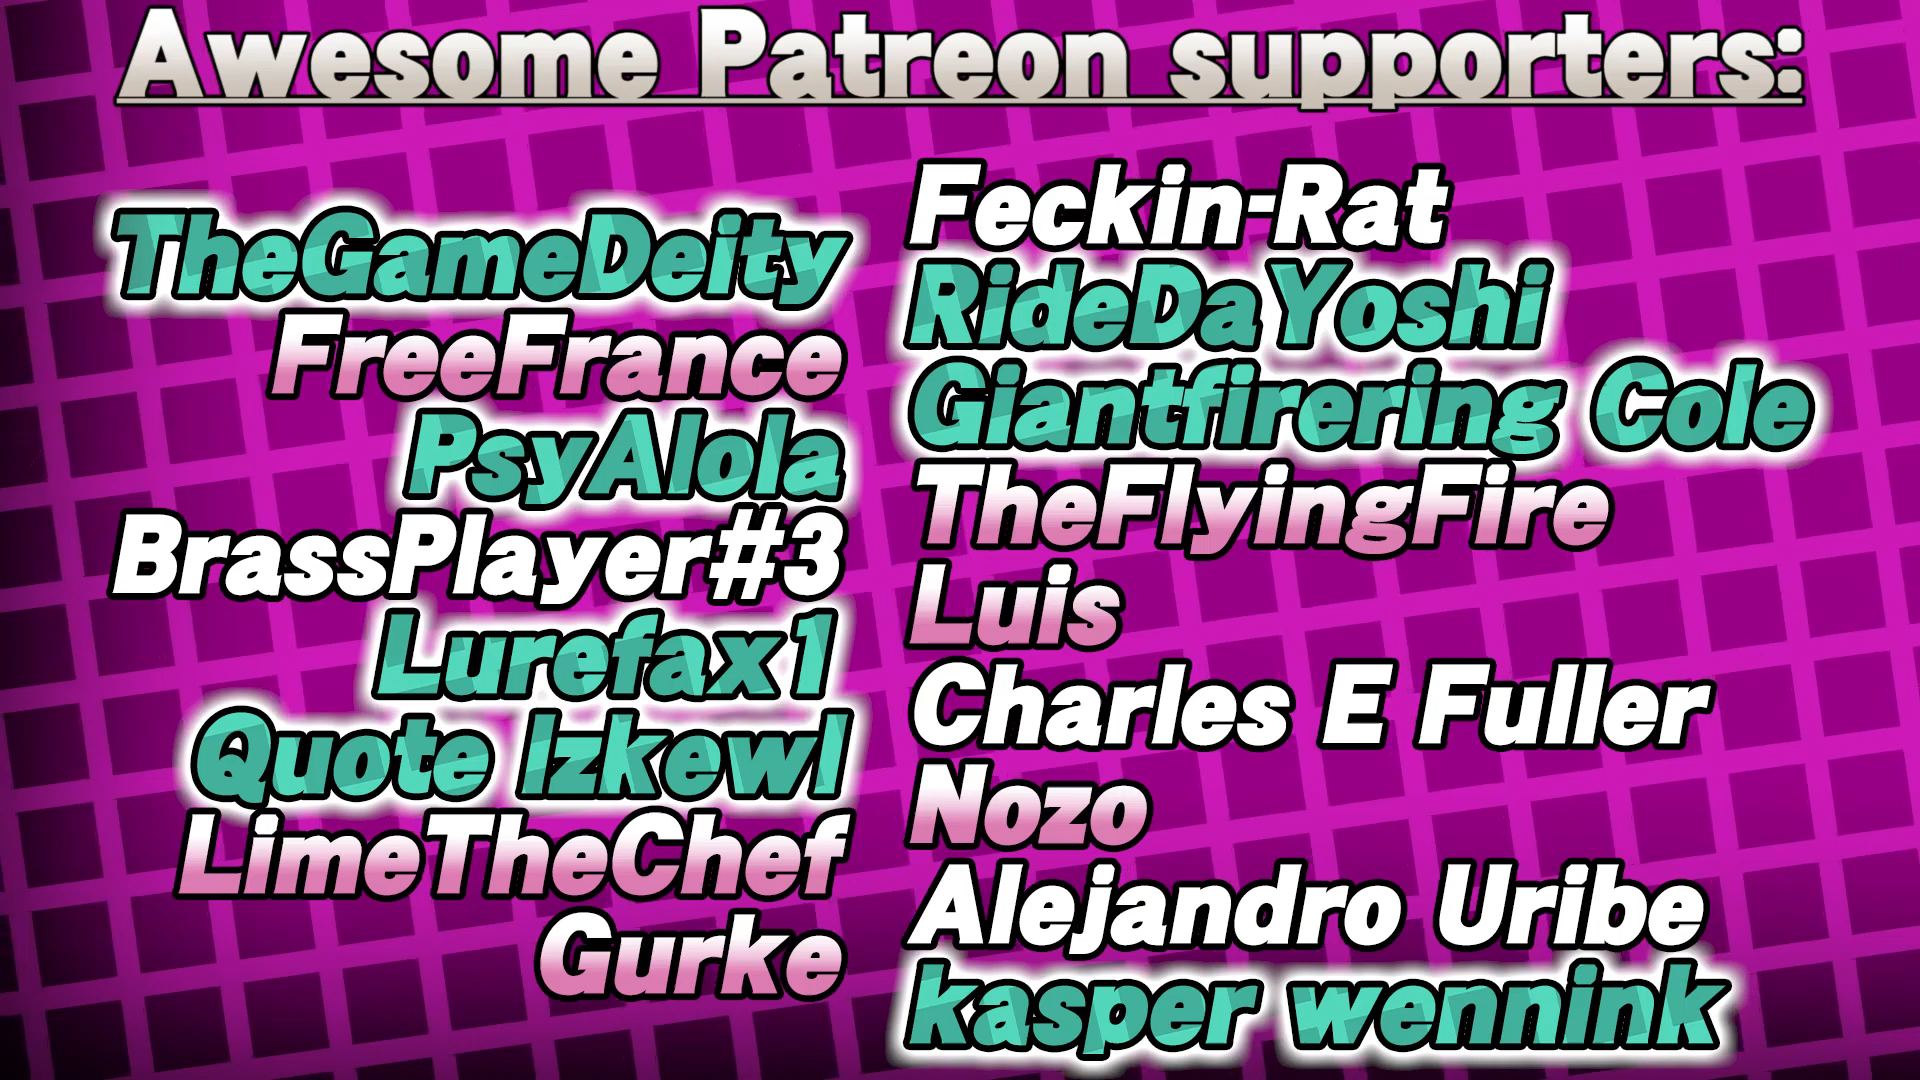 Awesome Patreon supporters:
TheGameDeity
FreeFrance
PsyAlola
BrassPlayer#3
Lurefax1
Quote Izkewl
LimeTheChef
Gurke
Feckin-Rat
RideDaYoshi
Giantfirering Cole
TheFlyingFire
Luis
Charles E Fuller
Nozo
Alejandro Uribe
kasper wennink